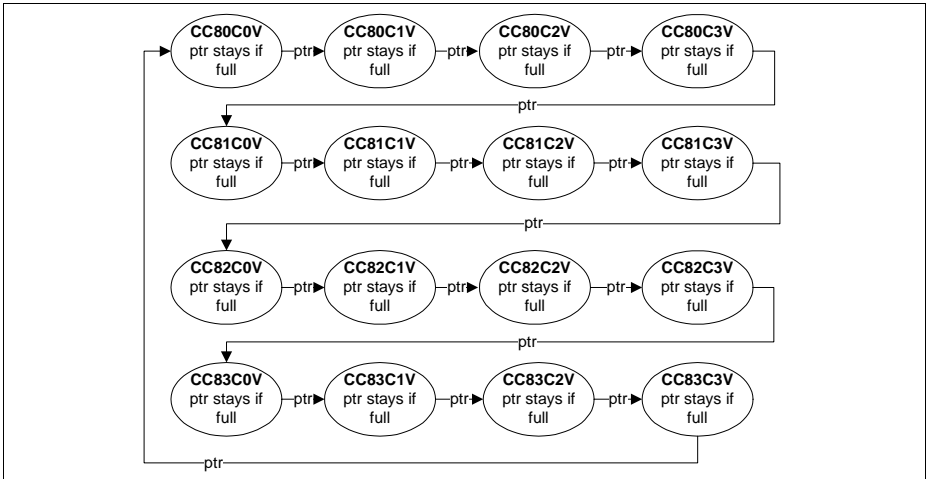 CC80C0V
ptr stays if
full
ptr
CC80C1V
ptr stays if
full
ptr
CC80C2V
ptr stays if
full
ptr
CC80C3V
ptr stays if
full
ptr
CC81C0V
ptr stays if
full
ptr
CC81C1V
ptr stays if
full
ptr
CC81C2V
ptr stays if
full
ptr
CC81C3V
ptr stays if
full
ptr
CC82C0V
ptr stays if
full
ptr
CC82C1V
ptr stays if
full
ptr
CC82C2V
ptr stays if
full
ptr
CC82C3V
ptr stays if
full
ptr
CC83C0V
ptr stays if
full
ptr
CC83C1V
ptr stays if
full
ptr
CC83C2V
ptr stays if
full
ptr
CC83C3V
ptr stays if
full
ptr